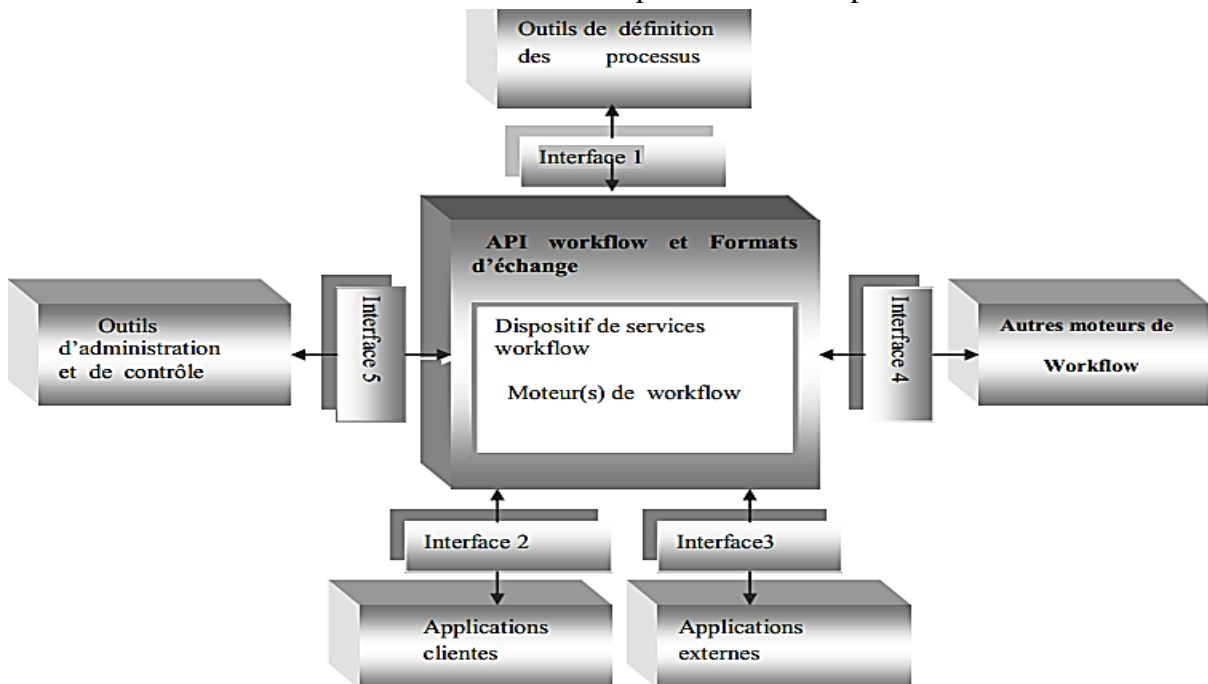 Outils de définition
des processus
Interface 1
API workflow et Formats
d'échange
Dispositif de services
workflow
Moteur(s) de workflow
Outils
d'administration
et de contrôle
Interface 5
Interface 4
Autres moteurs de
Workflow
Interface 2
Interface3
Applications
clientes
Applications
externes